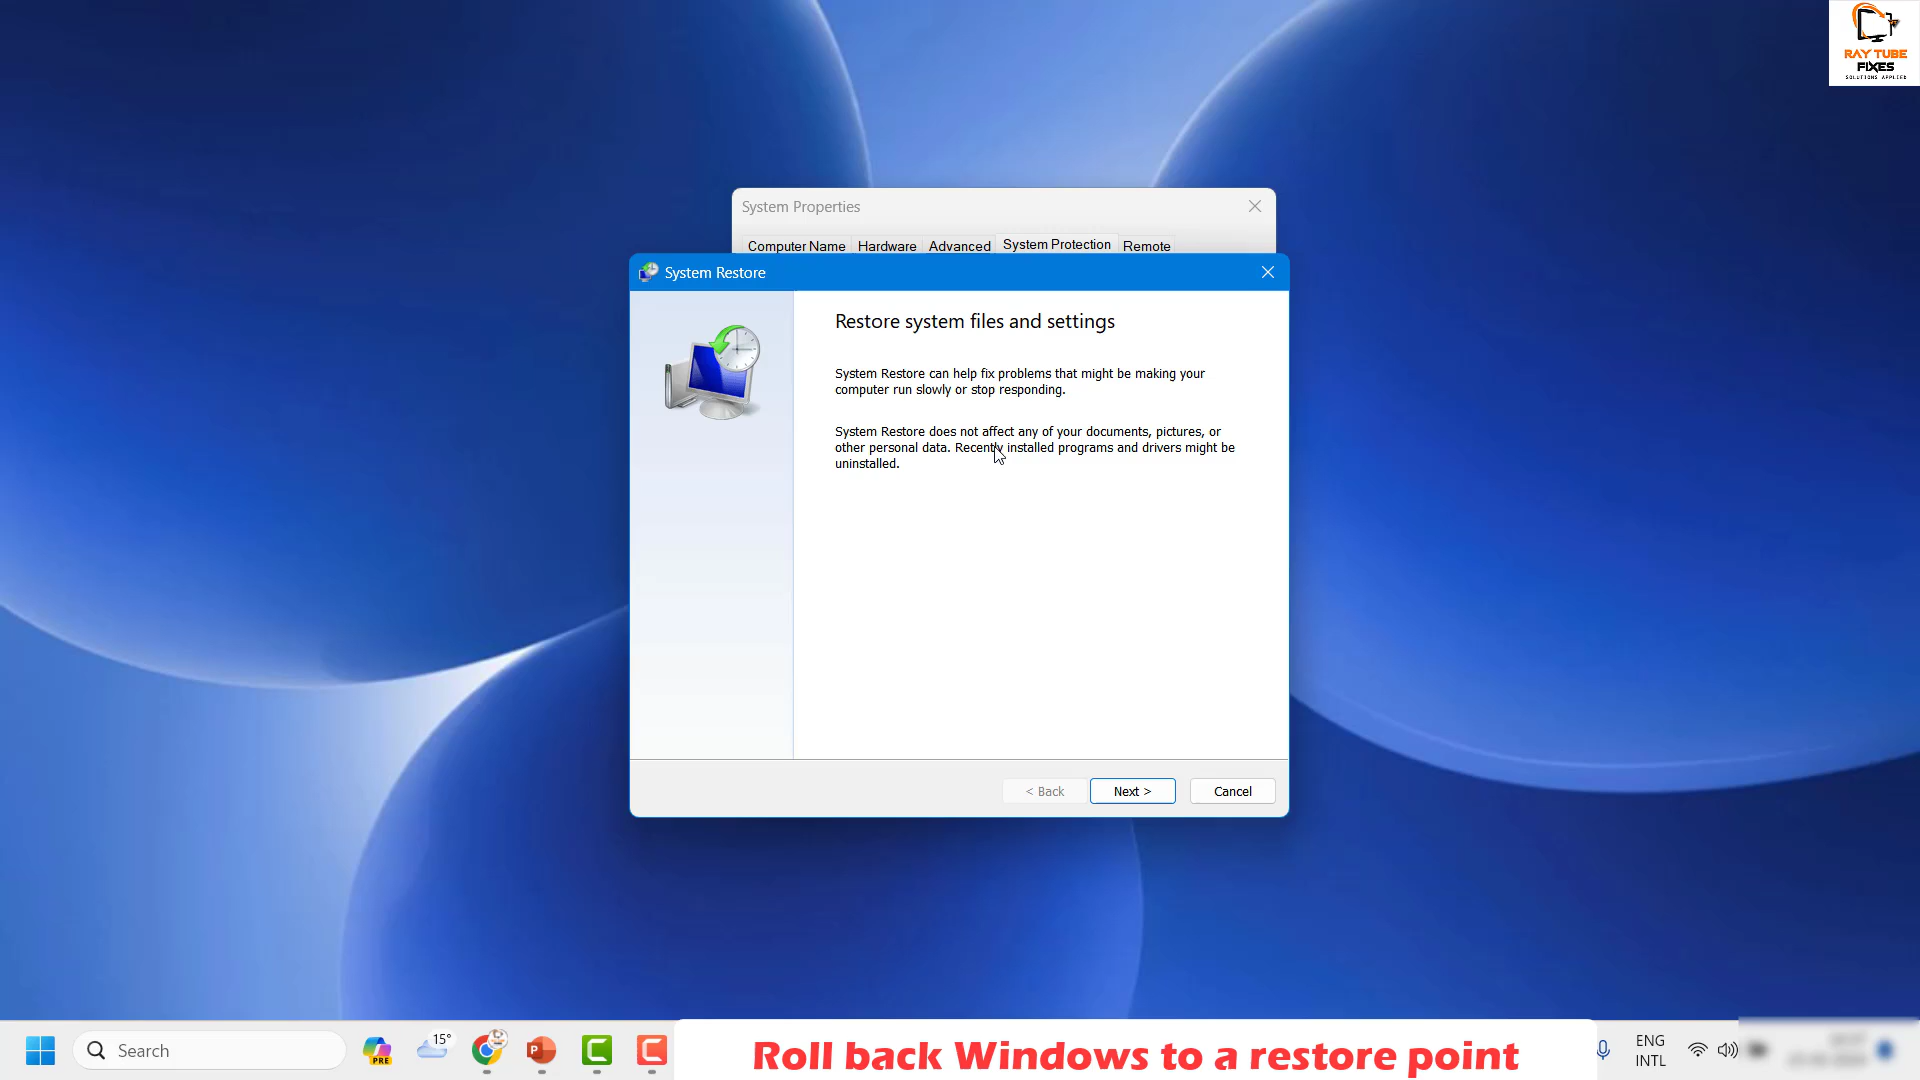 RAY TUBE
FIXES
SOLUTIONS APPLIED
System Properties
Computer Name Hardware Advanced System Protection Remote
System Restore
Restore system files and settings
System Restore can help fix problems that might be making your
computer run slowly or stop responding.
System Restore does not affect any of your documents, pictures, or
other personal data. Recently installed programs and drivers might be
uninstalled.
< Back Next > Cancel
Search
PRE
15°
P
Roll back Windows to a restore point
ENG
INTL